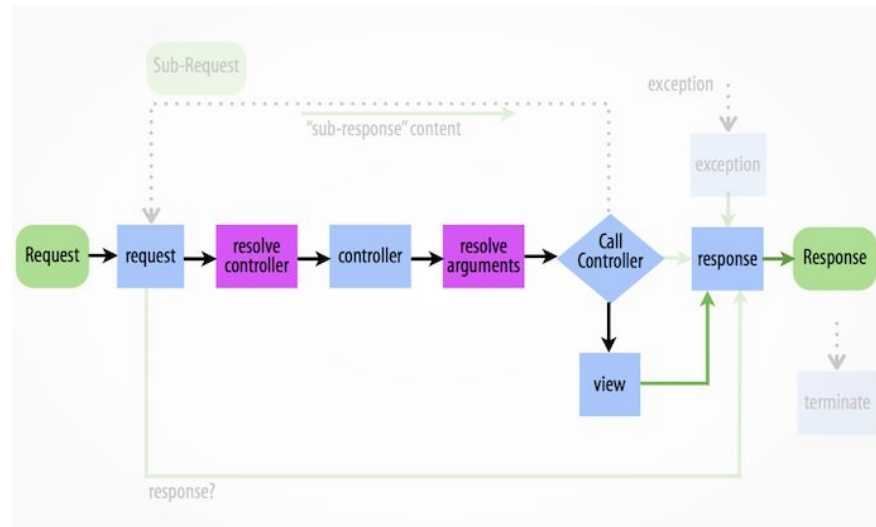 Sub-Request
exception
"sub-response" content
exception
Request
request
resolve
controller
controller
resolve
arguments
Call
Controller
response
Response
view
terminate
response?